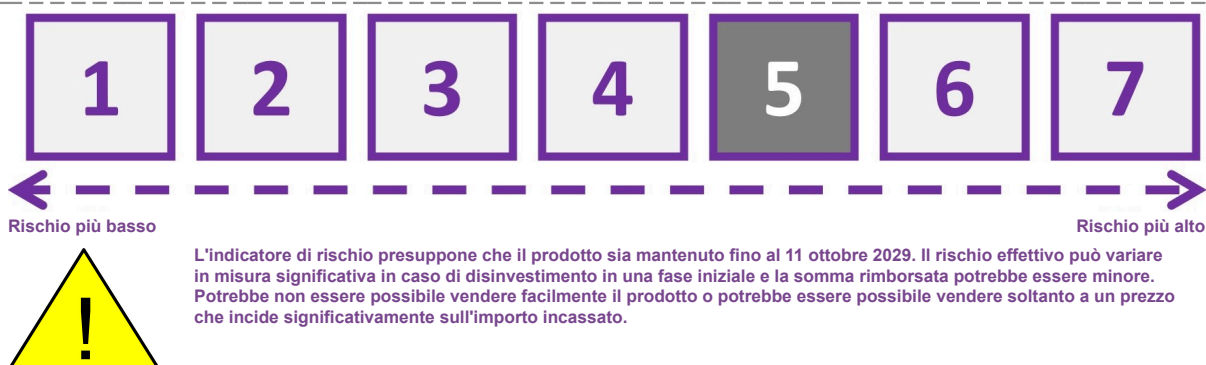 1 2 3 4 5 6 7
Rischio più basso Rischio più alto
L'indicatore di rischio presuppone che il prodotto sia mantenuto fino al 11 ottobre 2029. Il rischio effettivo può variare
in misura significativa in caso di disinvestimento in una fase iniziale e la somma rimborsata potrebbe essere minore.
Potrebbe non essere possibile vendere facilmente il prodotto o potrebbe essere possibile vendere soltanto a un prezzo
che incide significativamente sull'importo incassato.
!